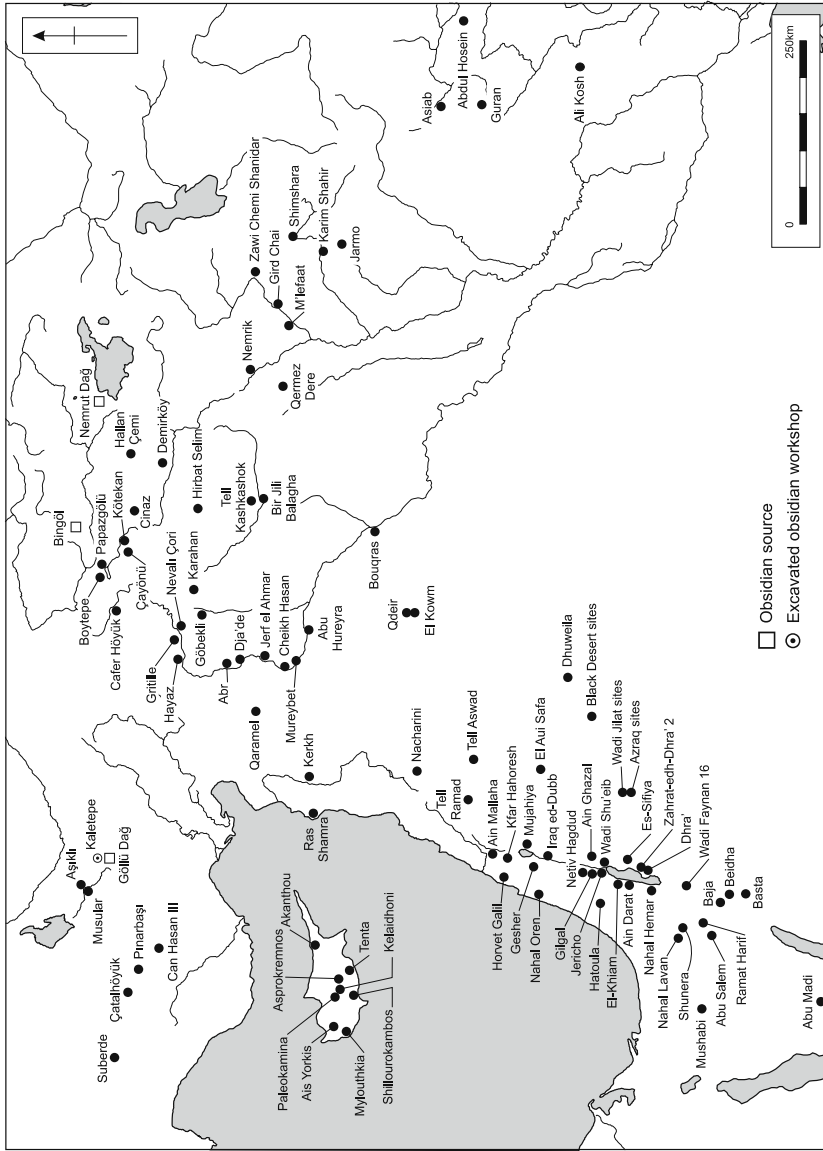 Suberde
Çatalhöyük
Pınarbaşı
Can Hasan III
Musular
Aşıklı
Kaletepe
Göllü Dağ
Boytepe
Papazgölü
Bingöl
Kötekan
Cafer Höyük
Çayönü
Cinaz
Hallan
Çemi
Nemrut Dağ
Demirköy
Gritille
Hayaz
Nevalı Çori
Göbekli
Karahan
Hirbat Selim
Abr
Dja'de
Jerf el Ahmar
Cheikh Hasan
Mureybet
Abu
Hureyra
Qaramel
Kerkh
Ras
Shamra
Tell
Kashkashok
Bir Jili
Balagha
Nemrik
Qermez
Dere
Zawi Chemi Shanidar
Gird Chai
M'lefaat
Shimshara
Karim Shahir
Jarmo
Asiab
Abdul Hosein
Guran
Ali Kosh
Bouqras
Qdeir
El Kowm
Akanthou
Asprokremnos
Tenta
Kelaidhoni
Paleokamina
Ais Yorkis
Mylouthkia
Shillourokambos
Nacharini
Tell Aswad
Tell
Ramad
Ain Mallaha
Kfar Hahoresh
Mujahiya
Horvet Galil
Gesher
Nahal Oren
Iraq ed-Dubb
El Aui Safa
Dhuweila
Black Desert sites
Netiv Hagdud
Gilgal
Jericho
Hatoula
El-Khiam
Ain Ghazal
Wadi Shu'eib
Wadi Jilat sites
Azraq sites
Ain Darat
Nahal Hemar
Es-Sifiya
Zahrat-edh-Dhra' 2
Dhra'
Wadi Faynan 16
Nahal Lavan
Shunera
Mushabi
Abu Salem
Ramat Harif
Baja
Beidha
Basta
Abu Madi
Obsidian source
Excavated obsidian workshop
0 250km